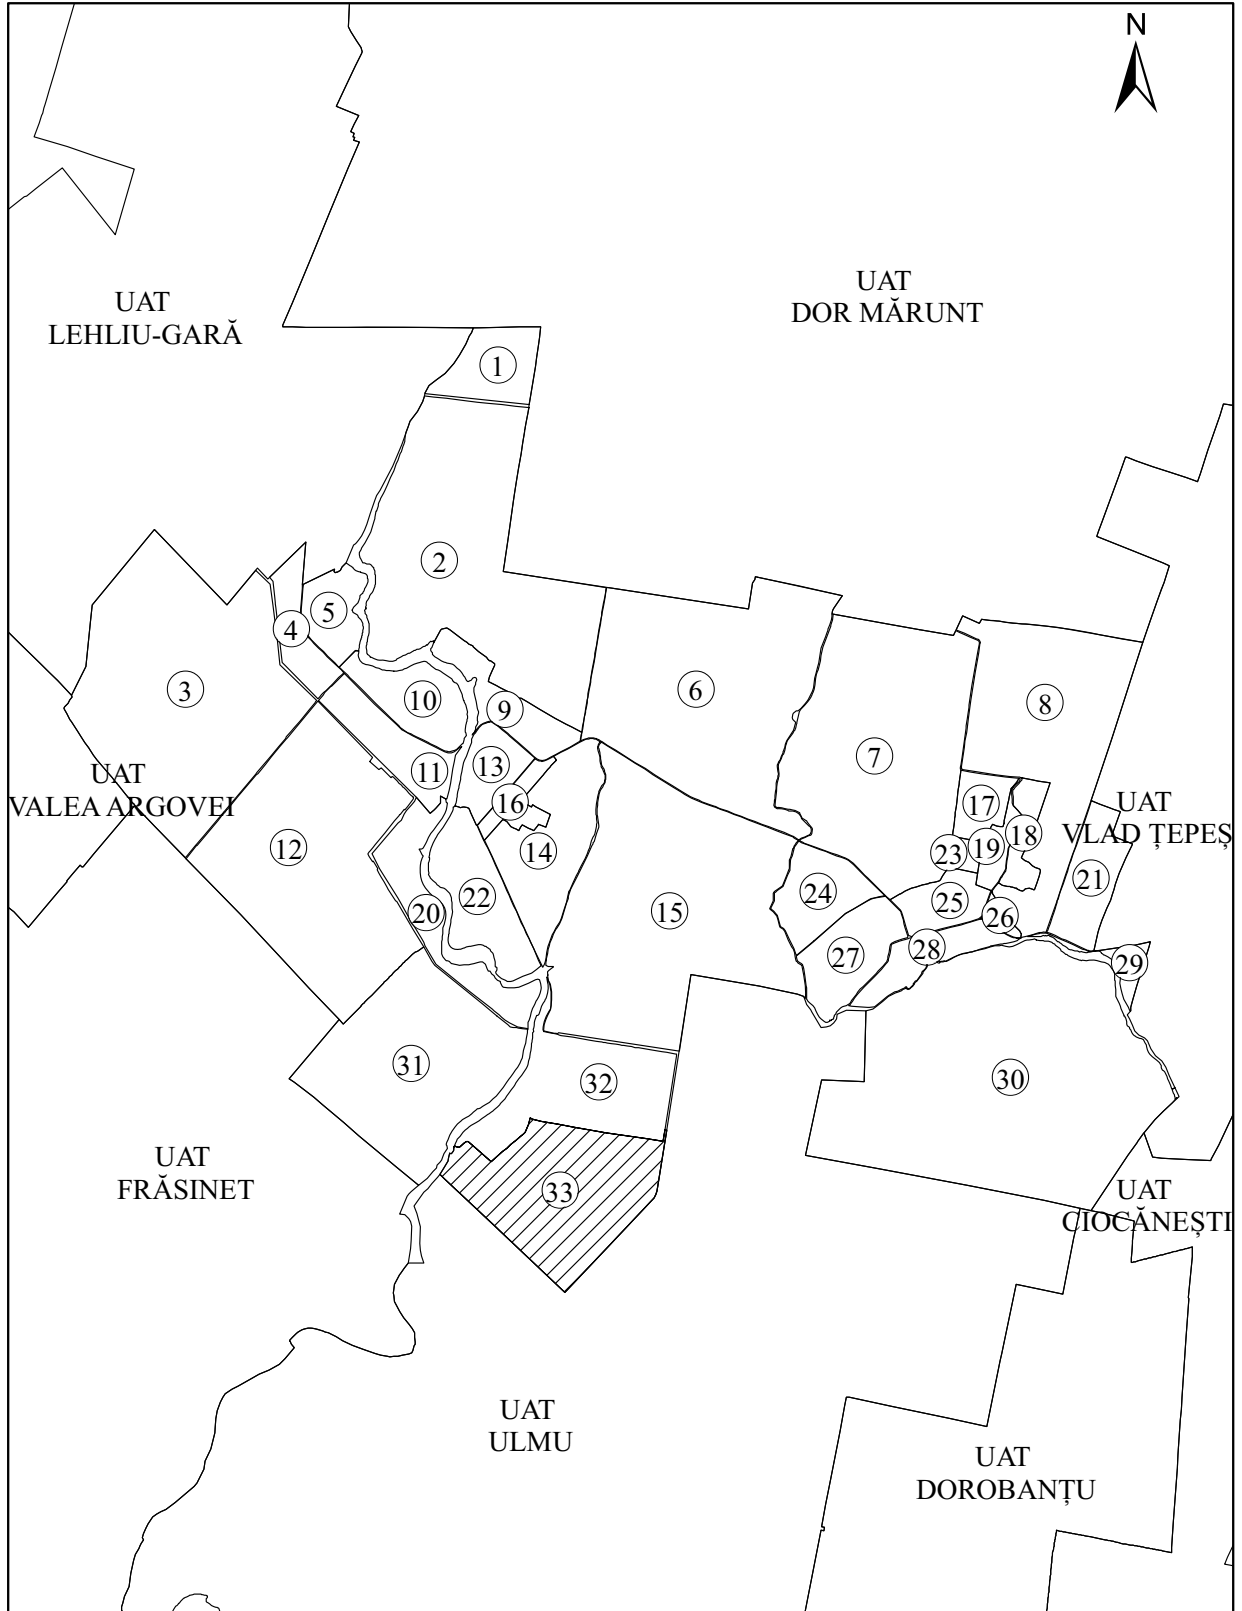 N
UAT
DOR MĂRUNT
UAT
LEHLIU-GARĂ
1
2
5
4
3
6
8
10
9
7
11
13
UAT
VALEA ARGOVEI
16
17
UAT
VLAD ȚEPEȘ
18
12
14
19
23
21
24
22
25
15
20
26
28
27
29
31
32
30
UAT
FRĂSINET
33
UAT
CIOCĂNEȘTI
UAT
ULMU
UAT
DOROBANȚU